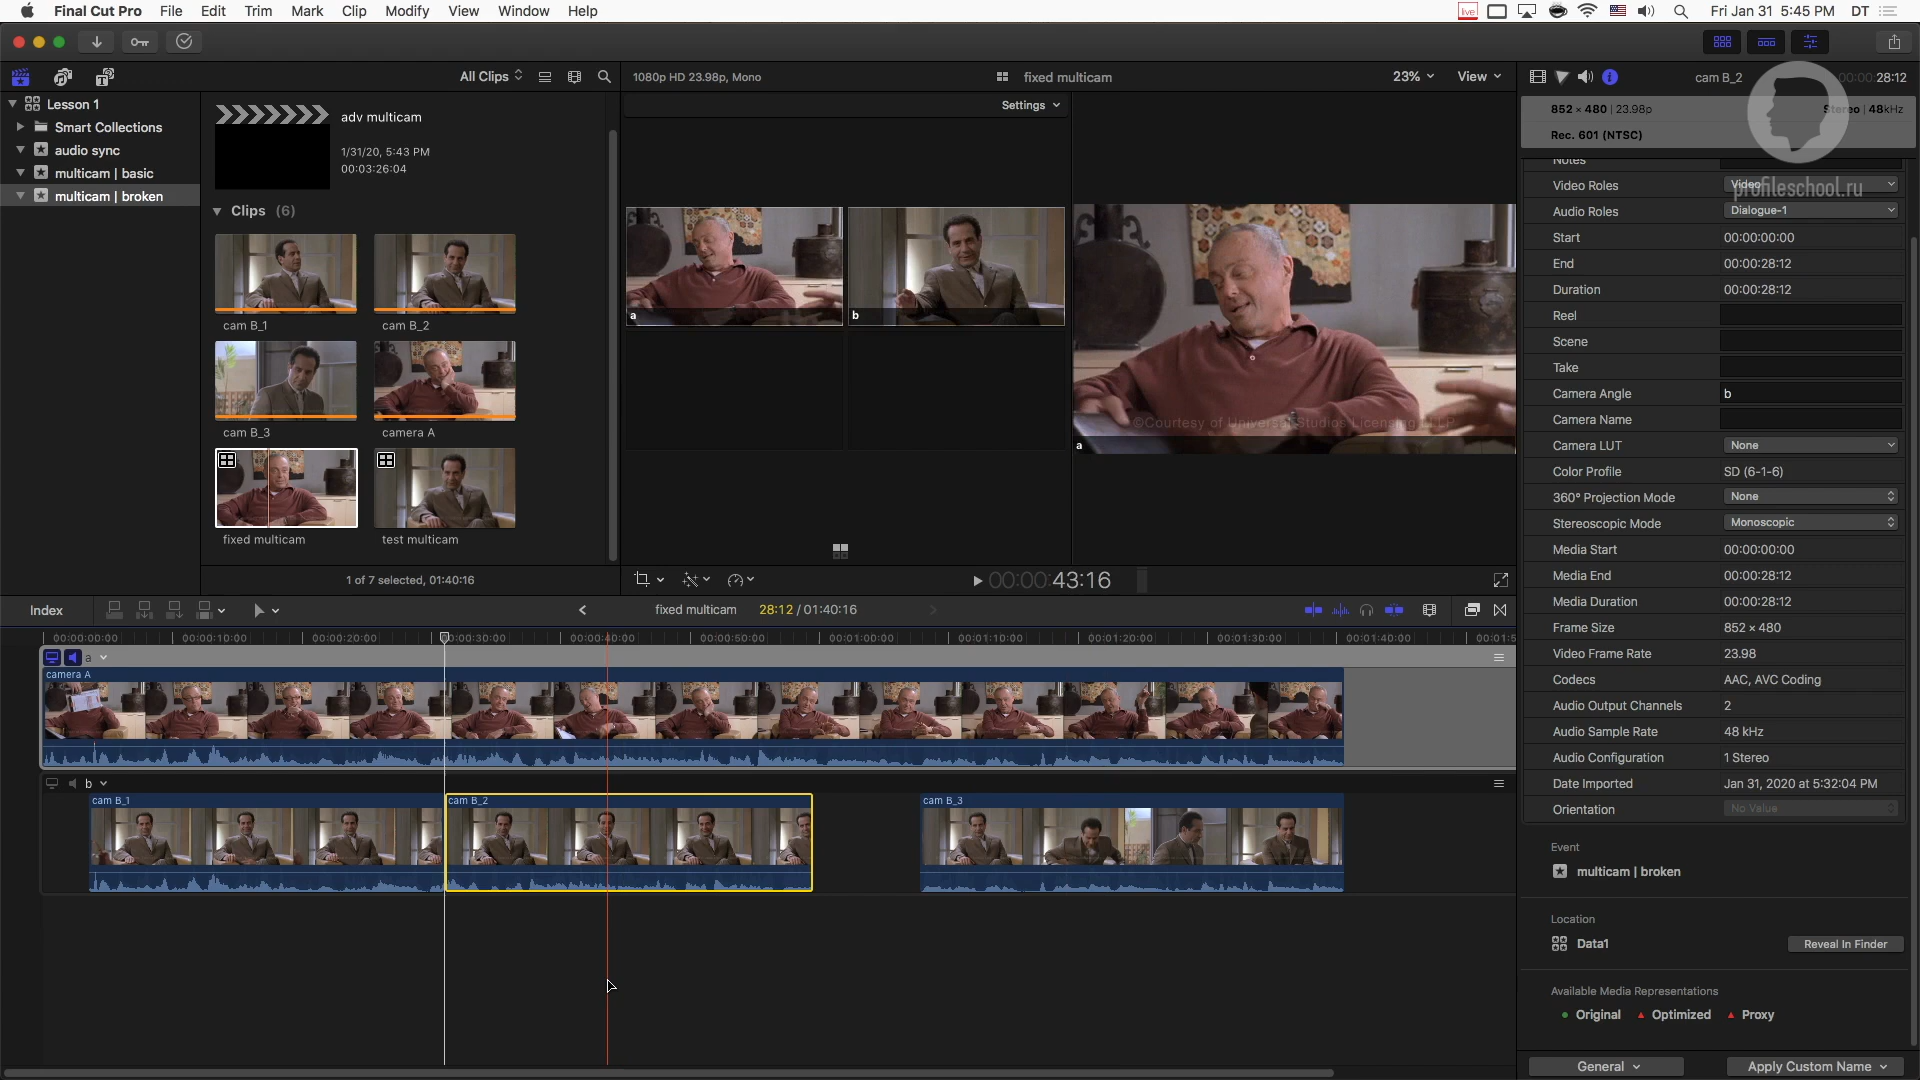 Final Cut Pro File Edit Trim Mark Clip Modify View Window Help
live Fri Jan 31 5:45 PM DT
All Clips 1080p HD 23.98p, Mono fixed multicam 23% View cam B_2 00:00:28:12
Lesson 1
Smart Collections
audio sync
multicam | basic
multicam | broken
adv multicam
1/31/20, 5:43 PM
00:03:26:04
Clips (6)
cam B_1
cam B_2
cam B_3
camera A
fixed multicam
test multicam
1 of 7 selected, 01:40:16
Settings
a
b
©Courtesy of Universal Studios Licensing LLLP
a
00:00:43:16
852 × 480 | 23.98p Stereo | 48kHz
Rec. 601 (NTSC)
profileschool.ru
Notes
Video Roles Video
Audio Roles Dialogue-1
Start 00:00:00:00
End 00:00:28:12
Duration 00:00:28:12
Reel
Scene
Take
Camera Angle b
Camera Name
Camera LUT None
Color Profile SD (6-1-6)
360° Projection Mode None
Stereoscopic Mode Monoscopic
Media Start 00:00:00:00
Media End 00:00:28:12
Media Duration 00:00:28:12
Frame Size 852 × 480
Video Frame Rate 23.98
Codecs AAC, AVC Coding
Audio Output Channels 2
Audio Sample Rate 48 kHz
Audio Configuration 1 Stereo
Date Imported Jan 31, 2020 at 5:32:04 PM
Orientation No Value
Event
multicam | broken
Location
Data1 Reveal In Finder
Available Media Representations
Original Optimized Proxy
General Apply Custom Name
Index fixed multicam 28:12 / 01:40:16
00:00:00:00 00:00:10:00 00:00:20:00 00:00:30:00 00:00:40:00 00:00:50:00 00:01:00:00 00:01:10:00 00:01:20:00 00:01:30:00 00:01:40:00 00:01:5
a
camera A
b
cam B_1 cam B_2 cam B_3